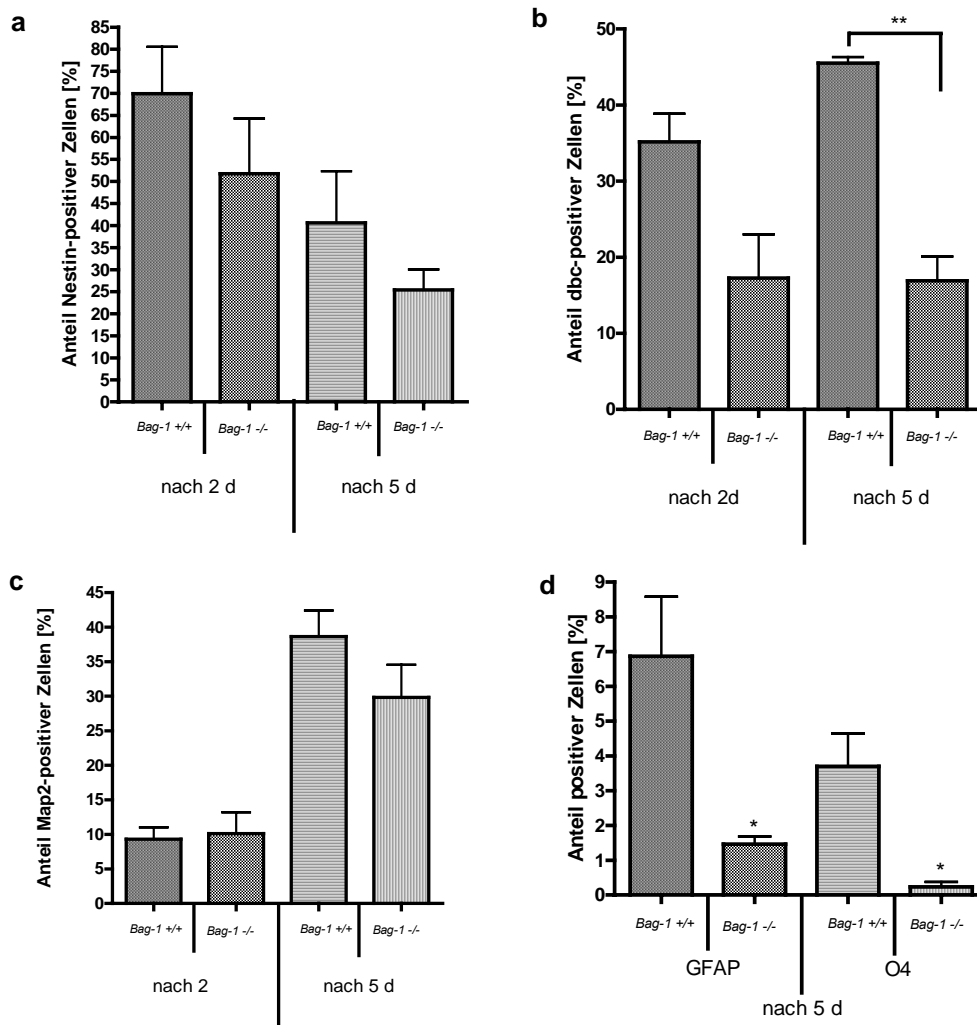 a
Anteil Nestin-positiver Zellen [%]
85
80
75
70
65
60
55
50
45
40
35
30
25
20
15
10
5
0
Bag-1 +/+ Bag-1 -/- Bag-1 +/+ Bag-1 -/-
nach 2 d nach 5 d
b
Anteil dbc-positiver Zellen [%]
**
50
40
30
20
10
0
Bag-1 +/+ Bag-1 -/- Bag-1 +/+ Bag-1 -/-
nach 2d nach 5 d
c
Anteil Map2-positiver Zellen [%]
45
40
35
30
25
20
15
10
5
0
Bag-1 +/+ Bag-1 -/- Bag-1 +/+ Bag-1 -/-
nach 2 nach 5 d
d
Anteil positiver Zellen [%]
9
8
7
6
5
4
3
2
1
0
*
*
Bag-1 +/+ Bag-1 -/- Bag-1 +/+ Bag-1 -/-
GFAP O4
nach 5 d